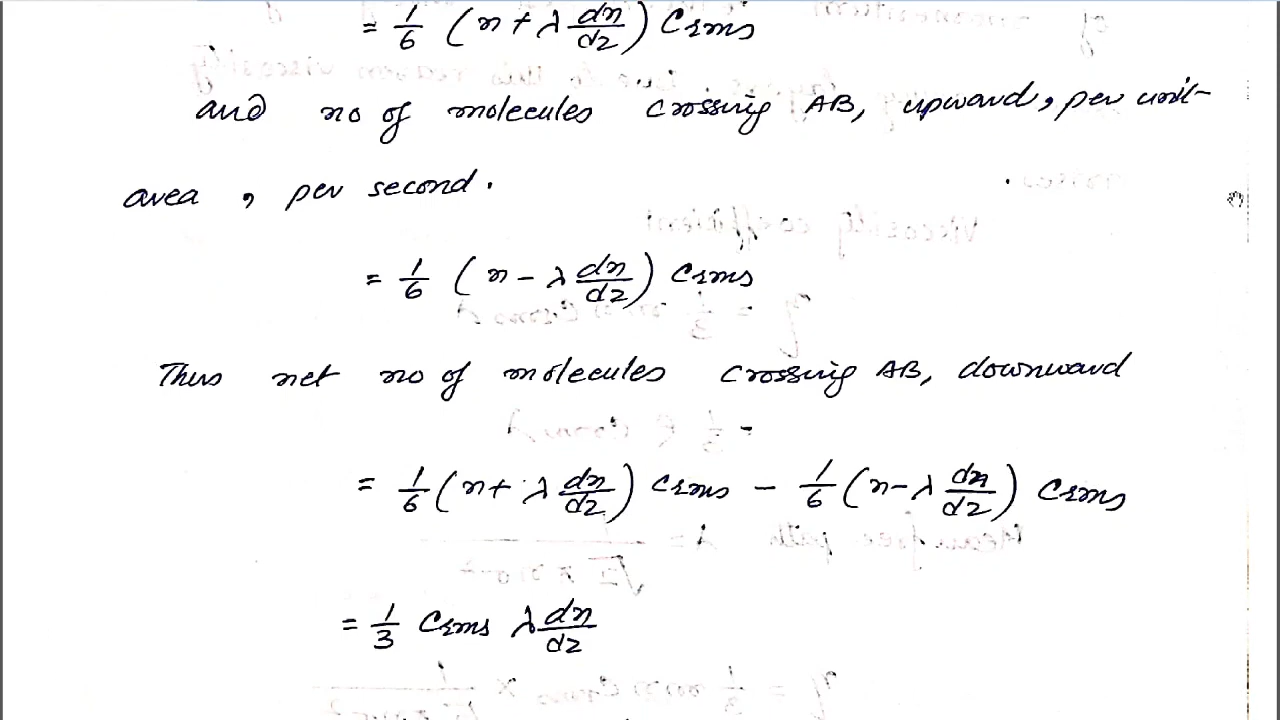 = 1/6 (n + λ dn/dz) Crms
and no of molecules crossing AB, upward, per unit
area, per second.
= 1/6 (n - λ dn/dz) Crms
Thus net no of molecules crossing AB, downward
= 1/6 (n + λ dn/dz) Crms - 1/6 (n - λ dn/dz) Crms
= 1/3 Crms λ dn/dz